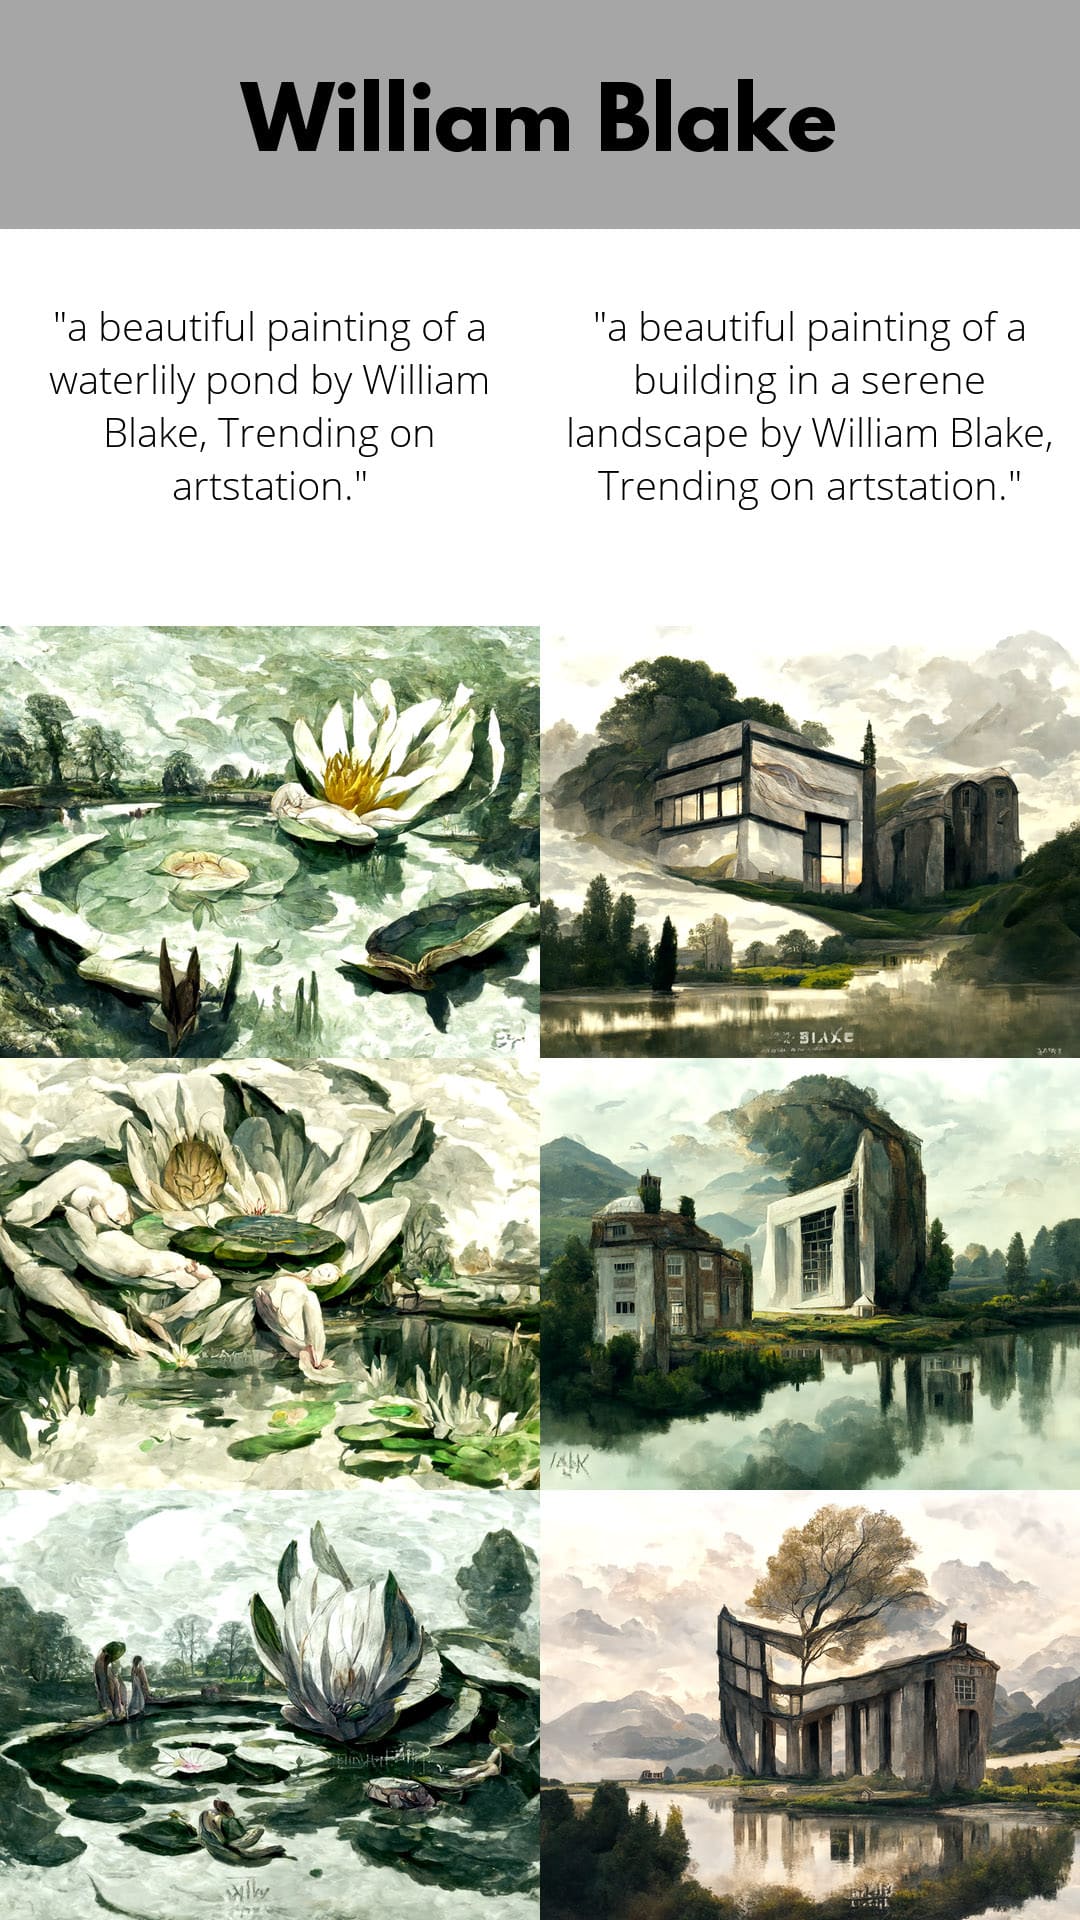 William Blake
"a beautiful painting of a
waterlily pond by William
Blake, Trending on
artstation."
"a beautiful painting of a
building in a serene
landscape by William Blake,
Trending on artstation."